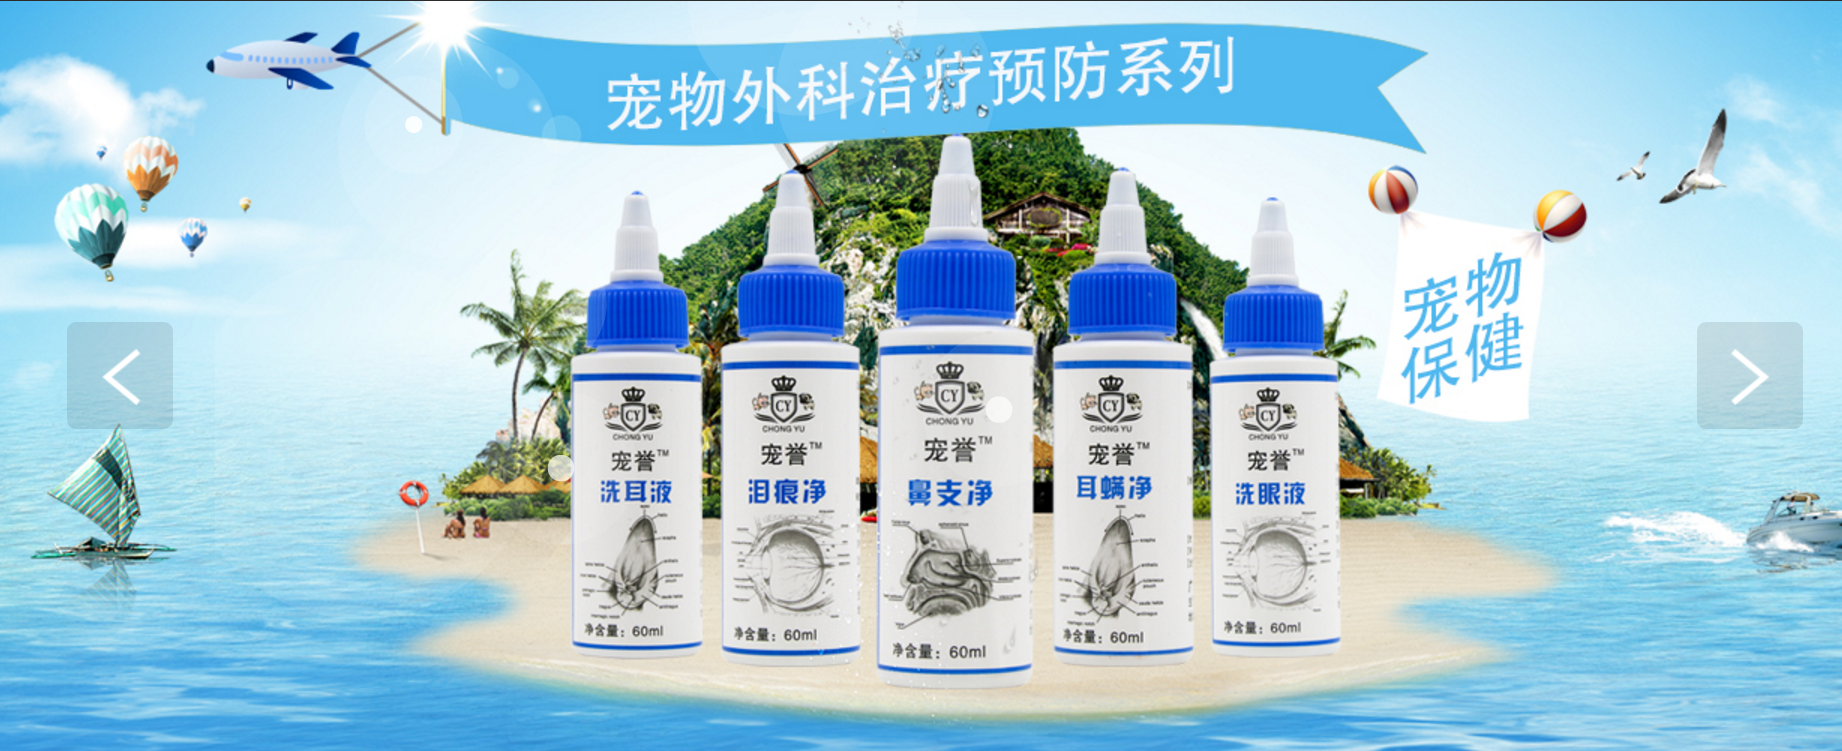 宠物外科治疗预防系列
宠物
保健
CY
CHONG YU
宠誉™
洗耳液
净含量：60ml
CY
CHONG YU
宠誉™
泪痕净
净含量：60ml
CY
CHONG YU
宠誉™
鼻支净
净含量：60ml
CY
CHONG YU
宠誉™
耳螨净
净含量：60ml
CY
CHONG YU
宠誉™
洗眼液
净含量：60ml